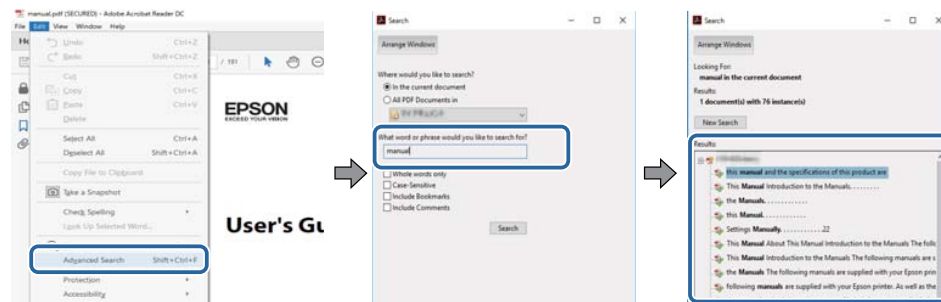 manual.pdf (SECURED) - Adobe Acrobat Reader DC
File Edit View Window Help
Undo Ctrl+Z
Redo Shift+Ctrl+Z
Cut Ctrl+X
Copy Ctrl+C
Paste Ctrl+V
Delete
Select All Ctrl+A
Deselect All Shift+Ctrl+A
Copy File to Clipboard
Take a Snapshot
Check Spelling
Look Up Selected Word...
Advanced Search Shift+Ctrl+F
Protection
Accessibility
/ 191
EPSON
EXCEED YOUR VISION
User's Gu
Search
Arrange Windows
Where would you like to search?
In the current document
All PDF Documents in
What word or phrase would you like to search for?
manual
Whole words only
Case-Sensitive
Include Bookmarks
Include Comments
Search
Search
Arrange Windows
Looking For:
manual in the current document
Results:
1 document(s) with 76 instance(s)
New Search
Results:
this manual and the specifications of this product are
This Manual Introduction to the Manuals.........
the Manuals.............
this Manual.............
Settings Manually.............22
This Manual About This Manual Introduction to the Manuals The follo
This Manual Introduction to the Manuals The following manuals are s
the Manuals The following manuals are supplied with your Epson prin
following manuals are supplied with your Epson printer. As well as the